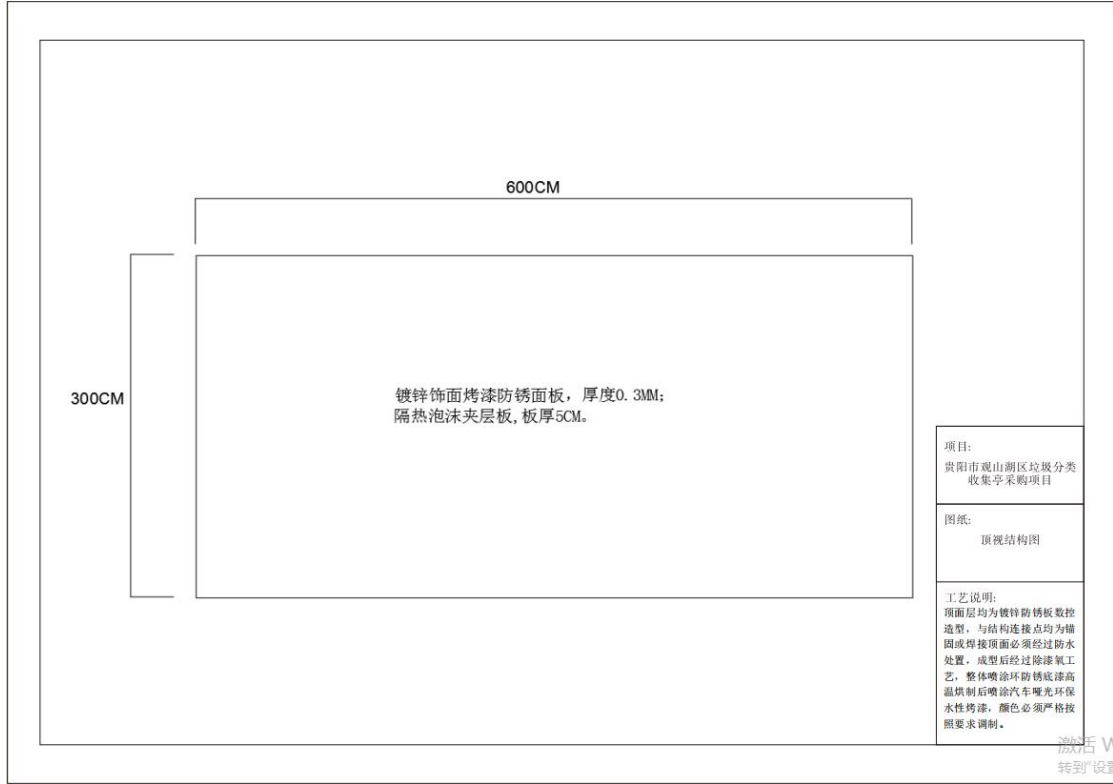 600CM
300CM
镀锌饰面烤漆防锈面板，厚度0.3MM；
隔热泡沫夹层板,板厚5CM。
项目:
贵阳市观山湖区垃圾分类
收集亭采购项目
图纸:
顶视结构图
工艺说明:
顶面层均为镀锌防锈板数控
造型，与结构连接点均为锚
固或焊接顶面必须经过防水
处置，成型后经过除漆氧工
艺，整体喷涂环防锈底漆高
温烘制后喷涂汽车哑光环保
水性烤漆，颜色必须严格按
照要求调制。
激活 W
转到"设置